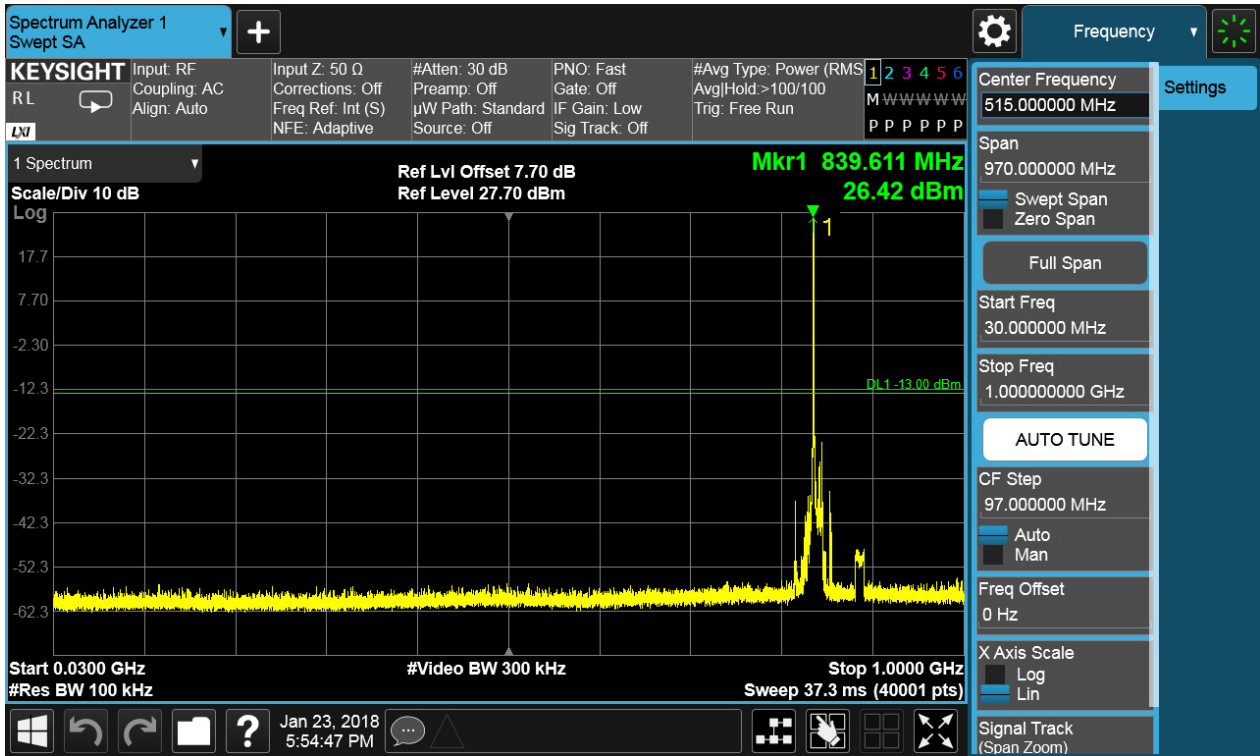 Spectrum Analyzer 1
Swept SA
+
Frequency
KEYSIGHT
RL
LXI
Input: RF
Coupling: AC
Align: Auto
Input Z: 50 Ω
Corrections: Off
Freq Ref: Int (S)
NFE: Adaptive
#Atten: 30 dB
Preamp: Off
µW Path: Standard
Source: Off
PNO: Fast
Gate: Off
IF Gain: Low
Sig Track: Off
#Avg Type: Power (RMS
Avg|Hold:>100/100
Trig: Free Run
1 2 3 4 5 6
M W W W W W
P P P P P P
1 Spectrum
Scale/Div 10 dB
Log
Ref Lvl Offset 7.70 dB
Ref Level 27.70 dBm
Mkr1 839.611 MHz
26.42 dBm
1
17.7
7.70
-2.30
-12.3
DL1 -13.00 dBm
-22.3
-32.3
-42.3
-52.3
-62.3
Start 0.0300 GHz
#Res BW 100 kHz
#Video BW 300 kHz
Stop 1.0000 GHz
Sweep 37.3 ms (40001 pts)
Center Frequency
515.000000 MHz
Settings
Span
970.000000 MHz
Swept Span
Zero Span
Full Span
Start Freq
30.000000 MHz
Stop Freq
1.000000000 GHz
AUTO TUNE
CF Step
97.000000 MHz
Auto
Man
Freq Offset
0 Hz
X Axis Scale
Log
Lin
Signal Track
(Span Zoom)
?
Jan 23, 2018
5:54:47 PM